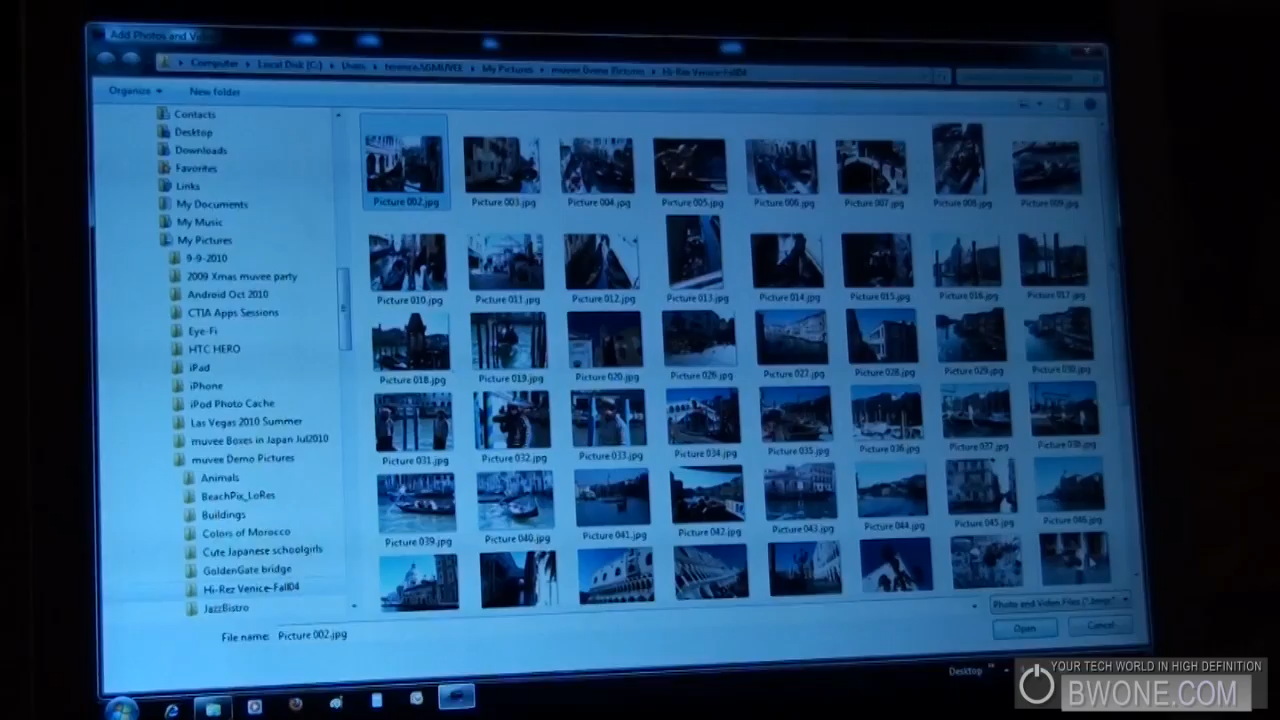 Add Photos and Vid
Computer Local Disk (C:) Users My Pictures muvee Demo Pictures Hi-Rez Venice-Fall04
Organize New folder
Contacts
Desktop
Downloads
Favorites
Links
My Documents
My Music
My Pictures
9-9-2010
2009 Xmas muvee party
Android Oct 2010
CTIA Apps Sessions
Eye-Fi
HTC HERO
iPad
iPhone
iPod Photo Cache
Las Vegas 2010 Summer
muvee Boxes in Japan Jul2010
muvee Demo Pictures
Animals
BeachPix_LoRes
Buildings
Colors of Morocco
Cute Japanese schoolgirls
GoldenGate bridge
Hi-Rez Venice-Fall04
JazzBistro
Picture 002.jpg Picture 003.jpg Picture 004.jpg Picture 005.jpg Picture 006.jpg Picture 007.jpg Picture 008.jpg Picture 009.jpg
Picture 010.jpg Picture 011.jpg Picture 012.jpg Picture 013.jpg Picture 014.jpg Picture 015.jpg Picture 016.jpg Picture 017.jpg
Picture 018.jpg Picture 019.jpg Picture 020.jpg Picture 026.jpg Picture 027.jpg Picture 028.jpg Picture 029.jpg Picture 030.jpg
Picture 031.jpg Picture 032.jpg Picture 033.jpg Picture 034.jpg Picture 035.jpg Picture 036.jpg Picture 037.jpg Picture 038.jpg
Picture 039.jpg Picture 040.jpg Picture 041.jpg Picture 042.jpg Picture 043.jpg Picture 044.jpg Picture 045.jpg Picture 046.jpg
File name: Picture 002.jpg
Photo and Video Files
Open Cancel
Desktop
YOUR TECH WORLD IN HIGH DEFINITION
BWONE.COM